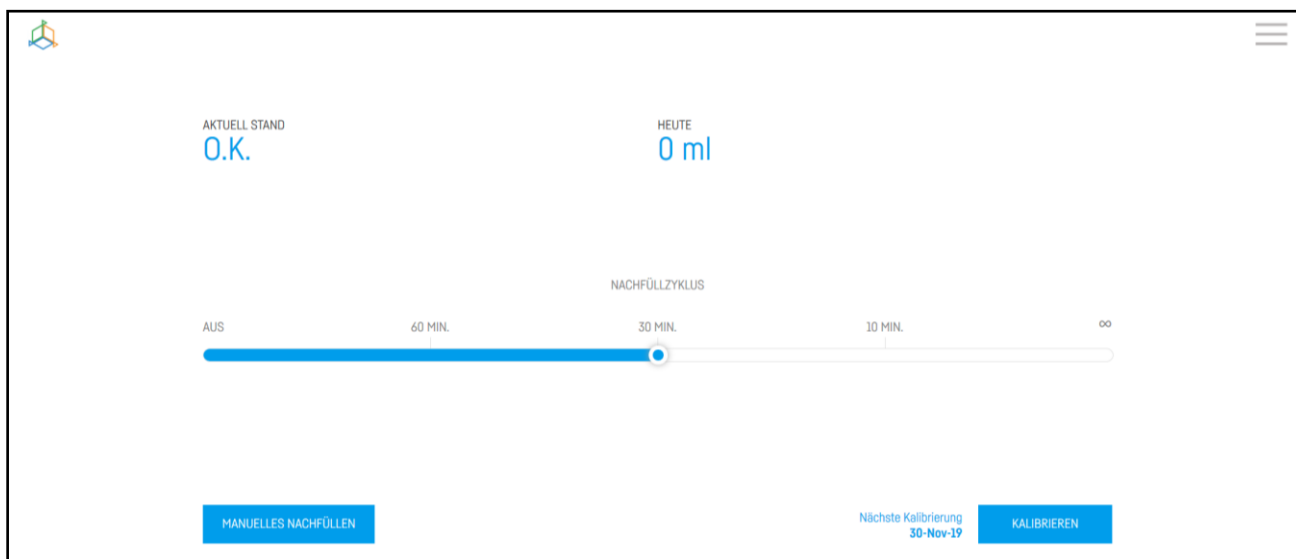 AKTUELL STAND
O.K.
HEUTE
0 ml
NACHFÜLLZYKLUS
AUS
60 MIN.
30 MIN.
10 MIN.
∞
MANUELLES NACHFÜLLEN
Nächste Kalibrierung
30-Nov-19
KALIBRIEREN